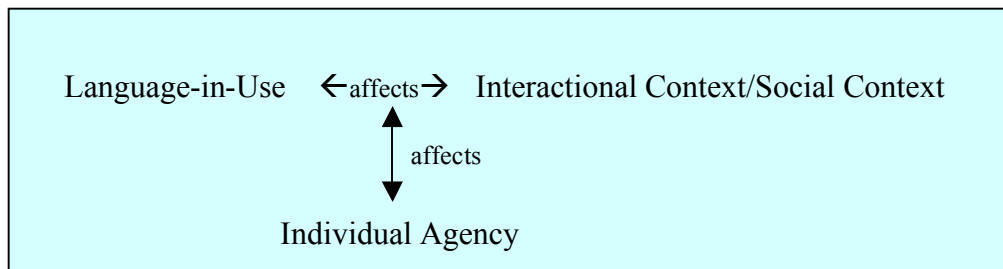 Language-in-Use ←affects→ Interactional Context/Social Context
affects
Individual Agency